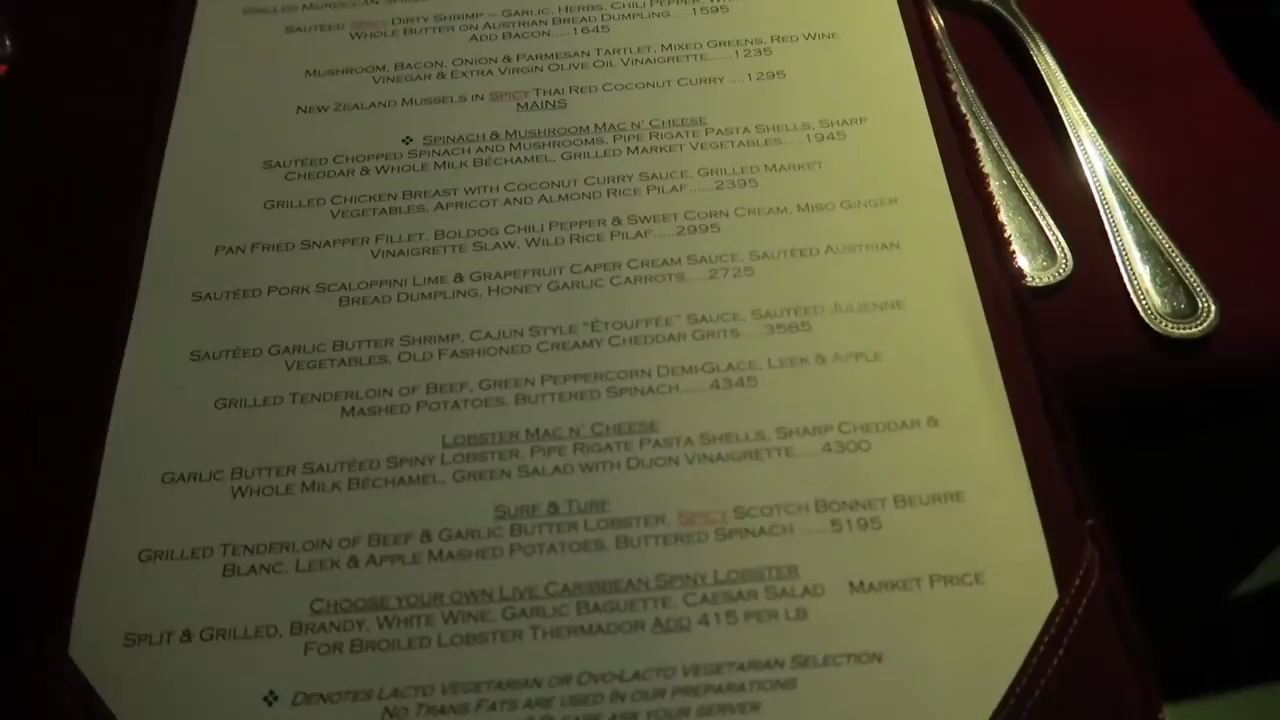 GRILLED MOROCCAN
SAUTÉED SPICY DIRTY SHRIMP – GARLIC, HERBS, CHILI PEPPER,
WHOLE BUTTER ON AUSTRIAN BREAD DUMPLING.....1595
ADD BACON.....1645
MUSHROOM, BACON, ONION & PARMESAN TARTLET, MIXED GREENS, RED WINE
VINEGAR & EXTRA VIRGIN OLIVE OIL VINAIGRETTE......1235
NEW ZEALAND MUSSELS IN SPICY THAI RED COCONUT CURRY ....1295
MAINS
❖ SPINACH & MUSHROOM MAC N' CHEESE
SAUTÉED CHOPPED SPINACH AND MUSHROOMS, PIPE RIGATE PASTA SHELLS, SHARP
CHEDDAR & WHOLE MILK BÉCHAMEL, GRILLED MARKET VEGETABLES... 1945
GRILLED CHICKEN BREAST WITH COCONUT CURRY SAUCE, GRILLED MARKET
VEGETABLES, APRICOT AND ALMOND RICE PILAF......2395
PAN FRIED SNAPPER FILLET, BOLDOG CHILI PEPPER & SWEET CORN CREAM, MISO GINGER
VINAIGRETTE SLAW, WILD RICE PILAF.....2995
SAUTÉED PORK SCALOPPINI LIME & GRAPEFRUIT CAPER CREAM SAUCE, SAUTÉED AUSTRIAN
BREAD DUMPLING, HONEY GARLIC CARROTS.....2725
SAUTÉED GARLIC BUTTER SHRIMP, CAJUN STYLE "ÉTOUFFÉE" SAUCE, SAUTÉED JULIENNE
VEGETABLES, OLD FASHIONED CREAMY CHEDDAR GRITS.....3585
GRILLED TENDERLOIN OF BEEF, GREEN PEPPERCORN DEMI-GLACE, LEEK & APPLE
MASHED POTATOES, BUTTERED SPINACH......4345
LOBSTER MAC N' CHEESE
GARLIC BUTTER SAUTÉED SPINY LOBSTER, PIPE RIGATE PASTA SHELLS, SHARP CHEDDAR &
WHOLE MILK BÉCHAMEL, GREEN SALAD WITH DIJON VINAIGRETTE.....4300
SURF & TURF
GRILLED TENDERLOIN OF BEEF & GARLIC BUTTER LOBSTER, SPICY SCOTCH BONNET BEURRE
BLANC, LEEK & APPLE MASHED POTATOES, BUTTERED SPINACH ......5195
CHOOSE YOUR OWN LIVE CARIBBEAN SPINY LOBSTER
SPLIT & GRILLED, BRANDY, WHITE WINE, GARLIC BAGUETTE, CAESAR SALAD MARKET PRICE
FOR BROILED LOBSTER THERMADOR ADD 415 PER LB
❖ DENOTES LACTO VEGETARIAN OR OVO-LACTO VEGETARIAN SELECTION
NO TRANS FATS ARE USED IN OUR PREPARATIONS
PLEASE ASK YOUR SERVER